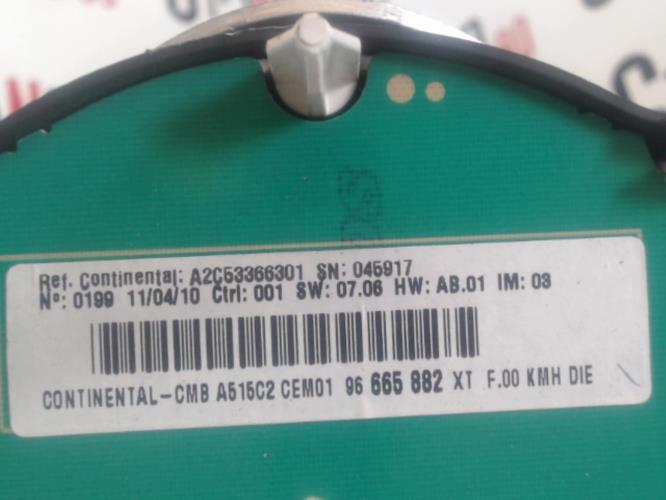 Ref. Continental: A2C53366301 SN: 045917
Nº: 0199 11/04/10 Ctrl: 001 SW: 07.06 HW: AB.01 IM: 03
CONTINENTAL-CMB A515C2 CEM01 96 665 882 XT F.00 KMH DIE